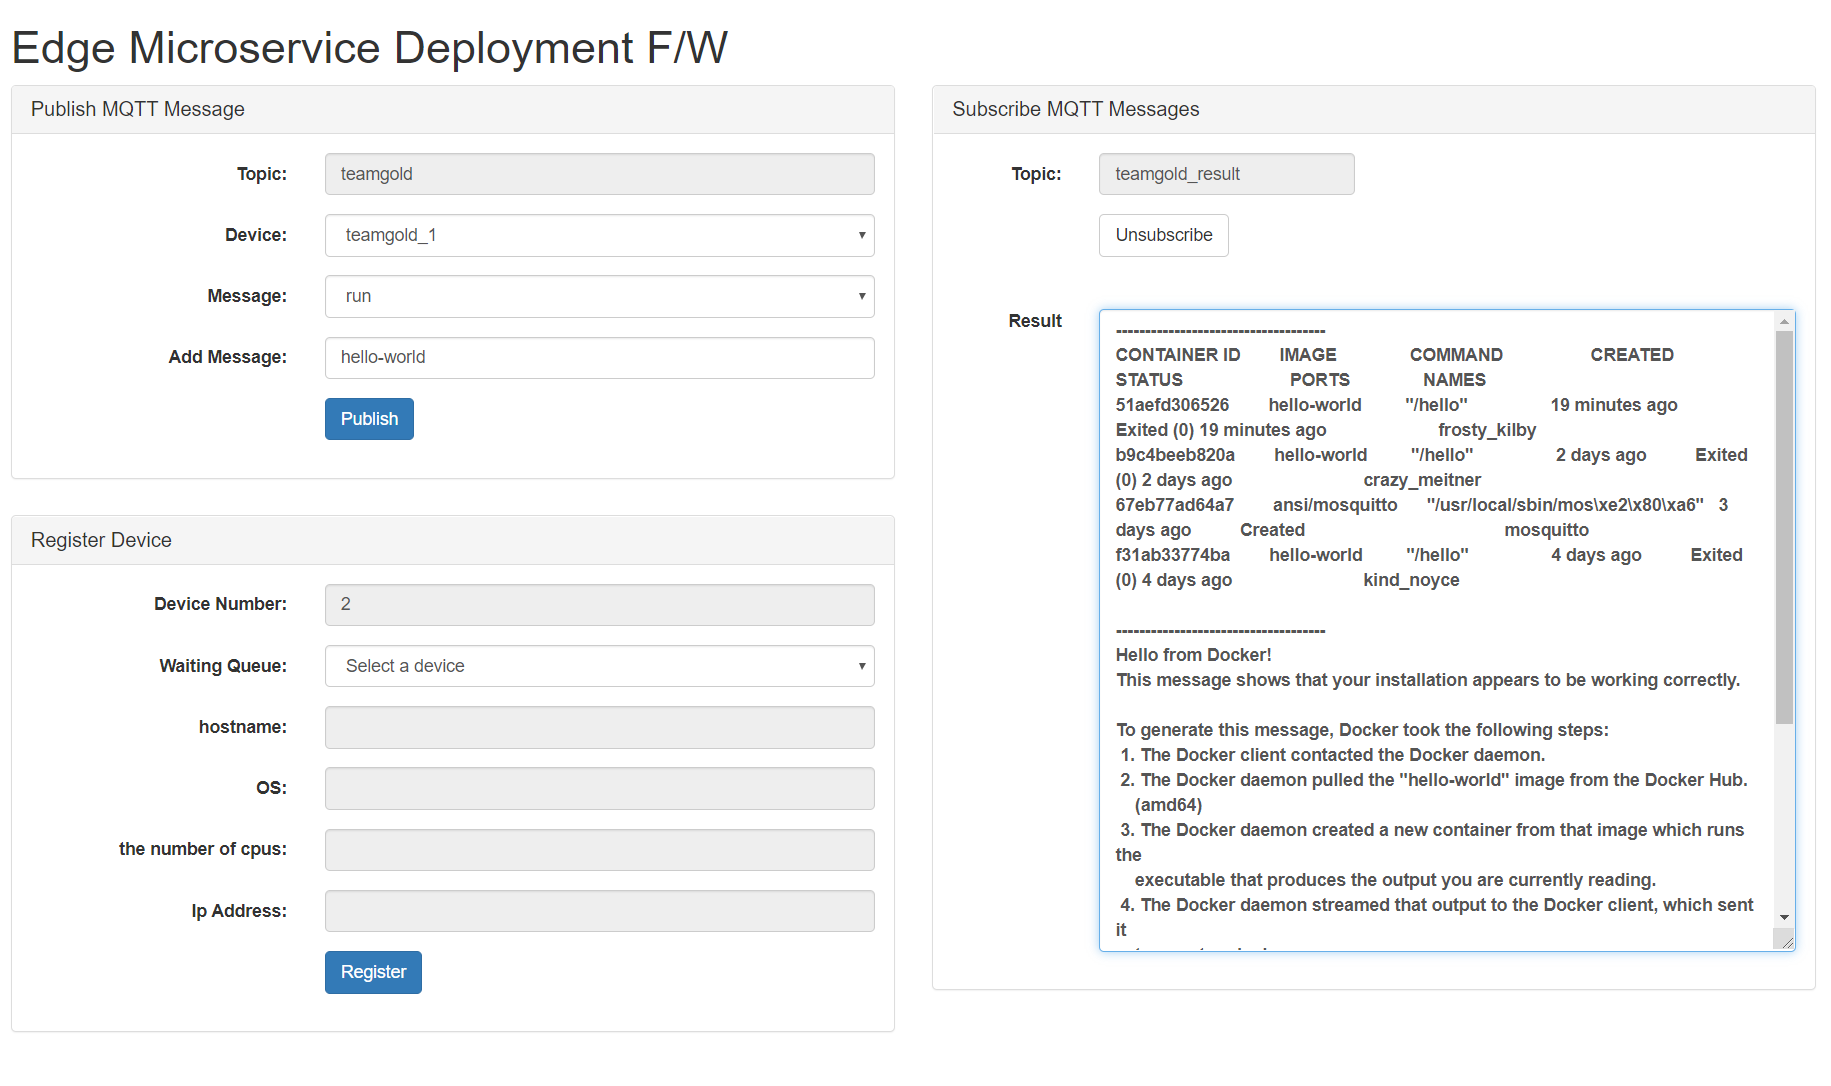 Edge Microservice Deployment F/W
Publish MQTT Message
Topic: teamgold
Device: teamgold_1
Message: run
Add Message: hello-world
Publish
Register Device
Device Number: 2
Waiting Queue: Select a device
hostname:
OS:
the number of cpus:
Ip Address:
Register
Subscribe MQTT Messages
Topic: teamgold_result
Unsubscribe
Result
------------------------------------
CONTAINER ID IMAGE COMMAND CREATED
STATUS PORTS NAMES
51aefd306526 hello-world "/hello" 19 minutes ago
Exited (0) 19 minutes ago frosty_kilby
b9c4beeb820a hello-world "/hello" 2 days ago Exited
(0) 2 days ago crazy_meitner
67eb77ad64a7 ansi/mosquitto "/usr/local/sbin/mos\xe2\x80\xa6" 3
days ago Created mosquitto
f31ab33774ba hello-world "/hello" 4 days ago Exited
(0) 4 days ago kind_noyce
------------------------------------
Hello from Docker!
This message shows that your installation appears to be working correctly.
To generate this message, Docker took the following steps:
1. The Docker client contacted the Docker daemon.
2. The Docker daemon pulled the "hello-world" image from the Docker Hub.
(amd64)
3. The Docker daemon created a new container from that image which runs
the
executable that produces the output you are currently reading.
4. The Docker daemon streamed that output to the Docker client, which sent
it